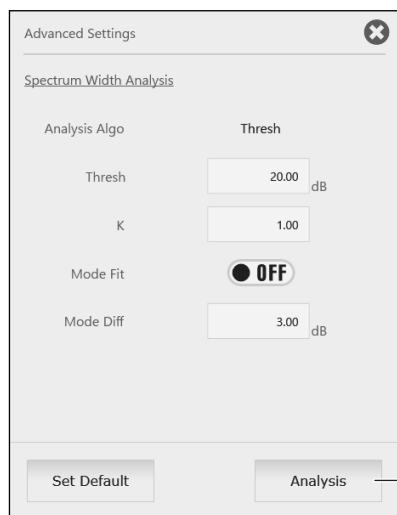 Advanced Settings
Spectrum Width Analysis
Analysis Algo Thresh
Thresh 20.00 dB
K 1.00
Mode Fit OFF
Mode Diff 3.00 dB
Set Default Analysis